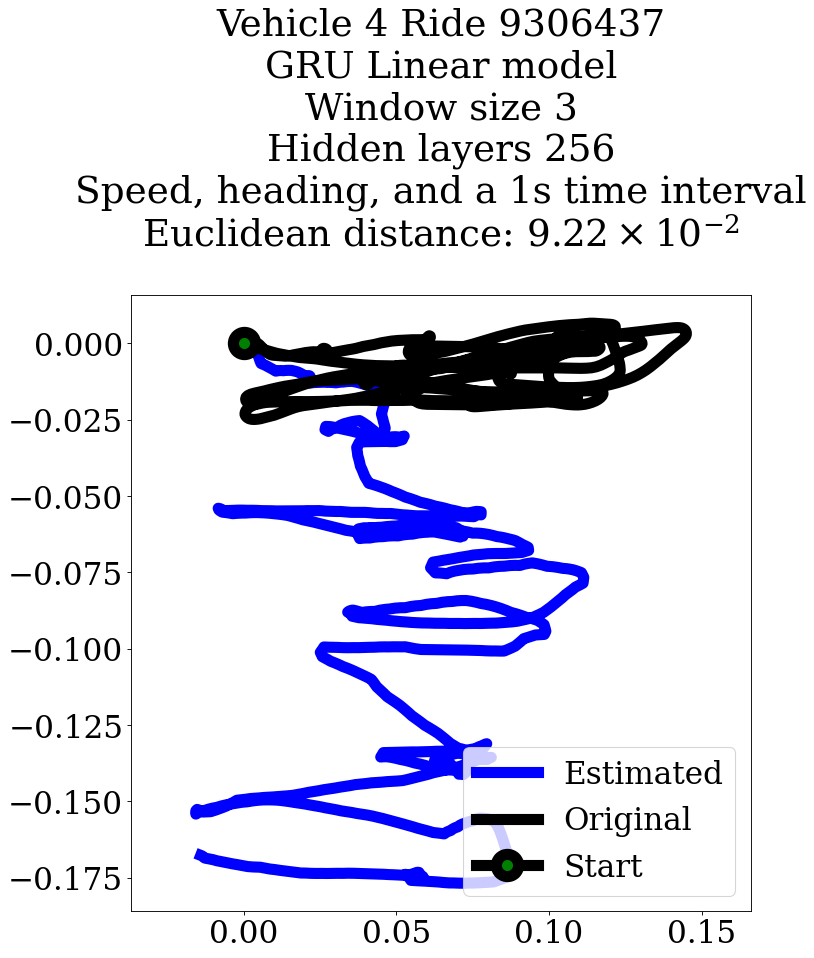 Vehicle 4 Ride 9306437
GRU Linear model
Window size 3
Hidden layers 256
Speed, heading, and a 1s time interval
Euclidean distance: 9.22 × 10⁻²
0.000
−0.025
−0.050
−0.075
−0.100
−0.125
−0.150
−0.175
Estimated
Original
Start
0.00 0.05 0.10 0.15